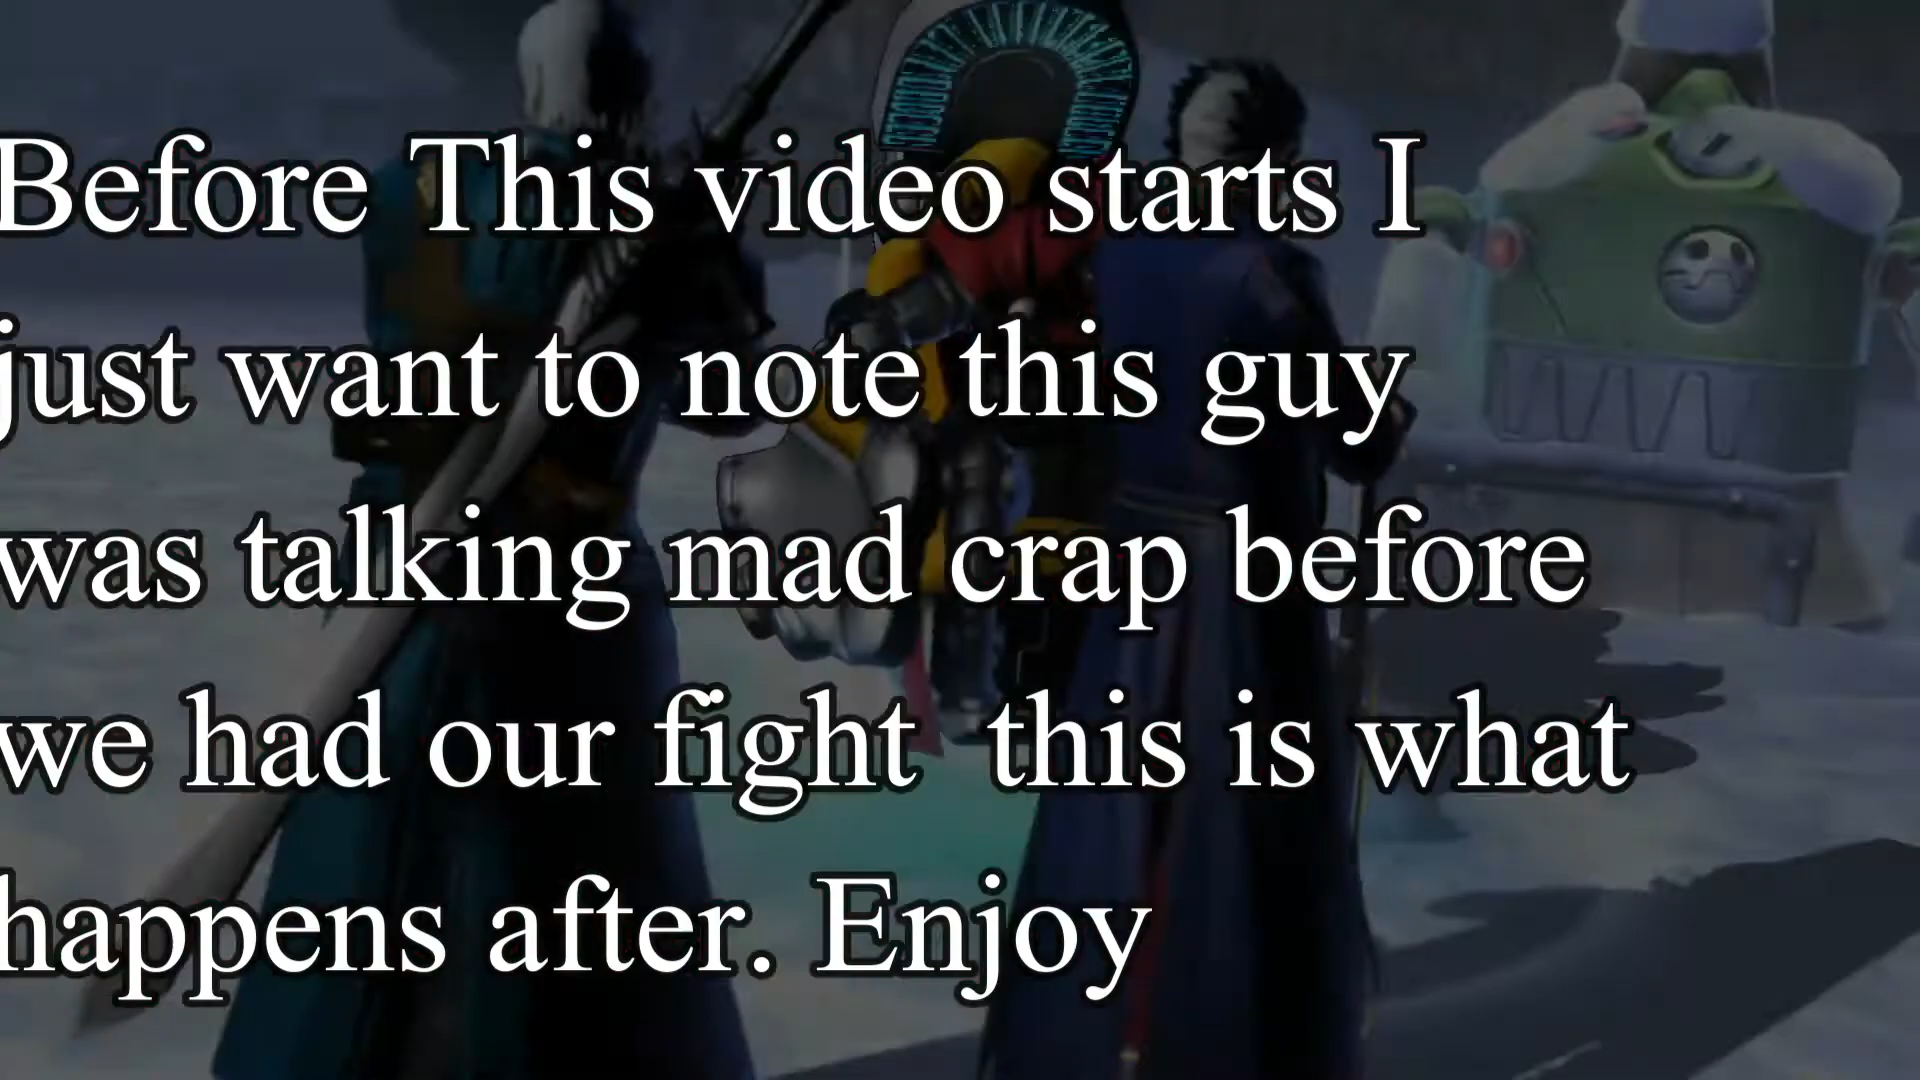 Before This video starts I
just want to note this guy
was talking mad crap before
we had our fight  this is what
happens after. Enjoy